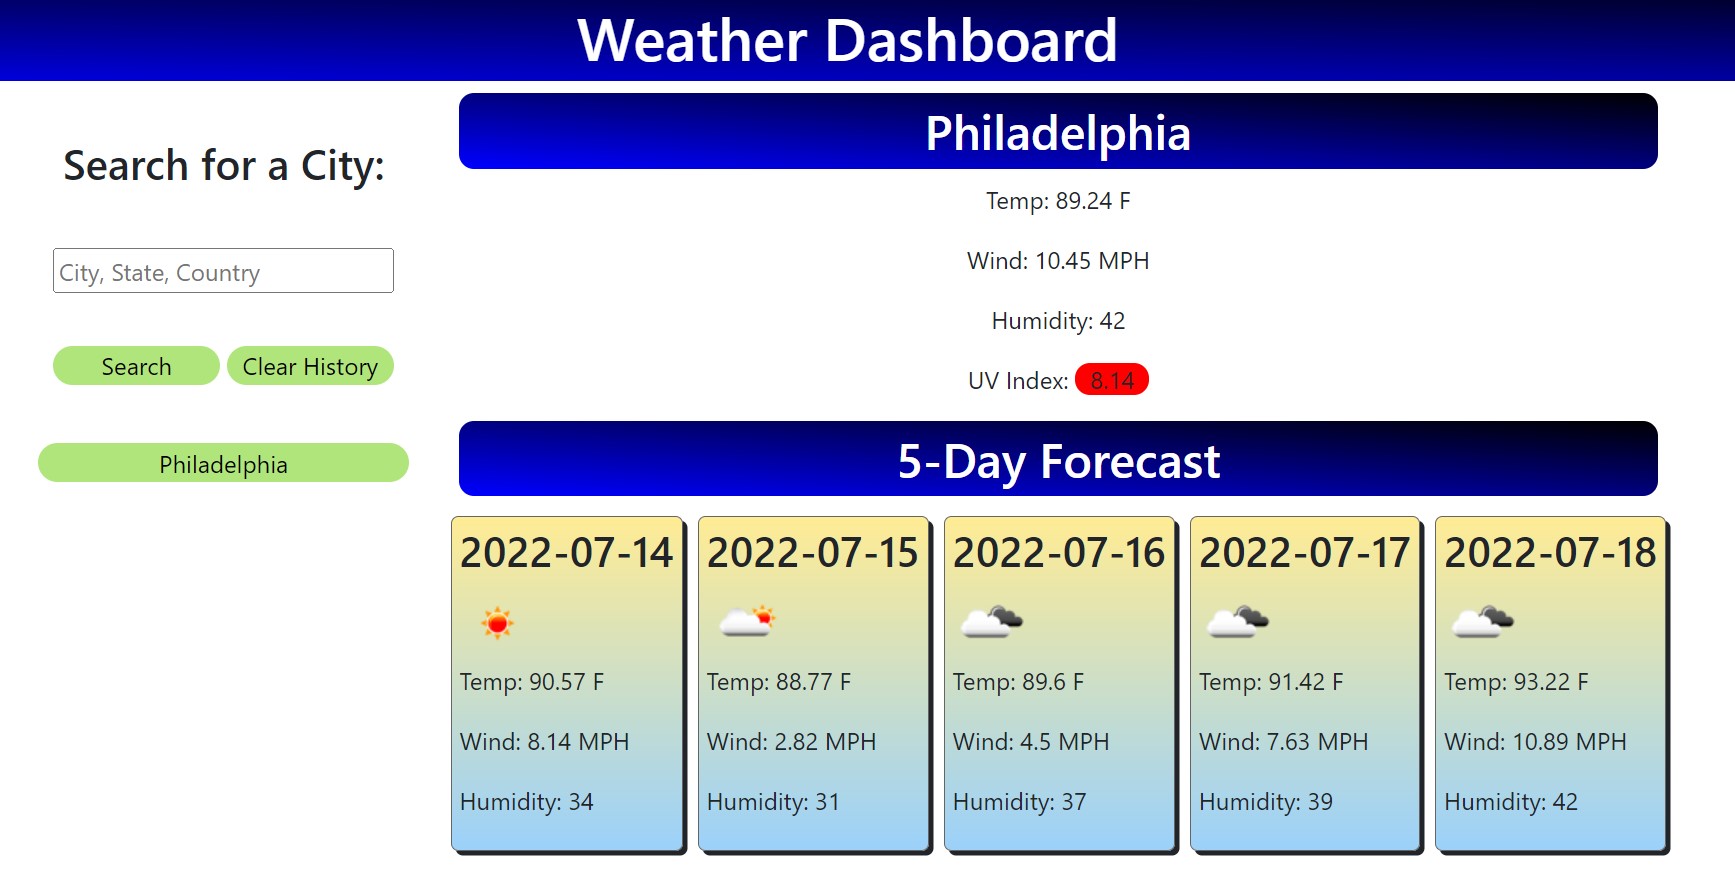 Weather Dashboard
Search for a City:
City, State, Country
Search
Clear History
Philadelphia
Philadelphia
Temp: 89.24 F
Wind: 10.45 MPH
Humidity: 42
UV Index: 8.14
5-Day Forecast
2022-07-14
Temp: 90.57 F
Wind: 8.14 MPH
Humidity: 34
2022-07-15
Temp: 88.77 F
Wind: 2.82 MPH
Humidity: 31
2022-07-16
Temp: 89.6 F
Wind: 4.5 MPH
Humidity: 37
2022-07-17
Temp: 91.42 F
Wind: 7.63 MPH
Humidity: 39
2022-07-18
Temp: 93.22 F
Wind: 10.89 MPH
Humidity: 42